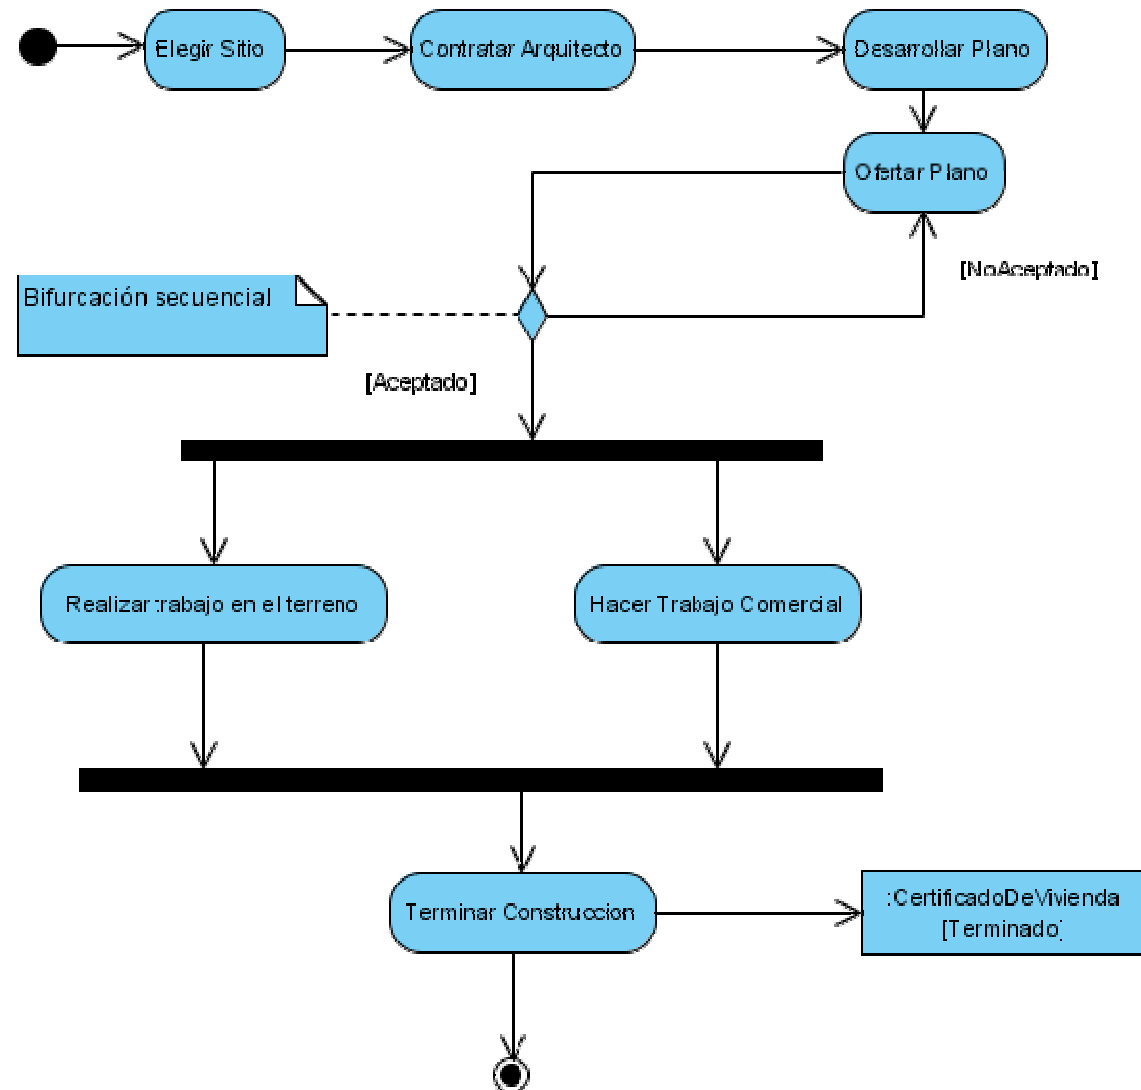 Elegir Sitio
Contratar Arquitecto
Desarrollar Plano
Ofertar Plano
[NoAceptado]
Bifurcación secuencial
[Aceptado]
Realizar trabajo en el terreno
Hacer Trabajo Comercial
Terminar Construccion
:CertificadoDeVivienda
[Terminado]